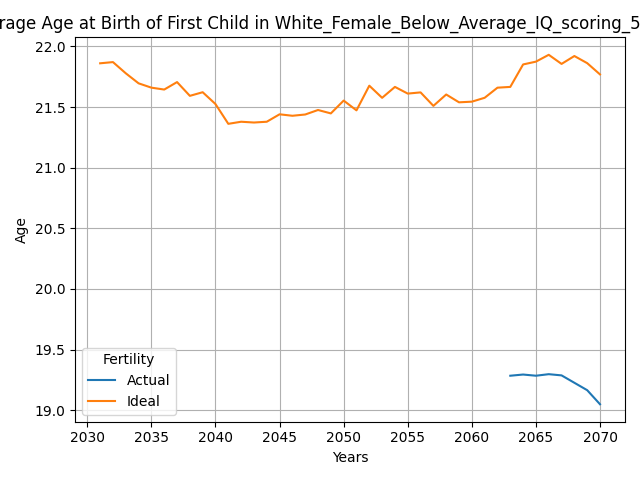 rage Age at Birth of First Child in White_Female_Below_Average_IQ_scoring_5
22.0
21.5
21.0
20.5
20.0
19.5
19.0
Age
Fertility
Actual
Ideal
2030 2035 2040 2045 2050 2055 2060 2065 2070
Years